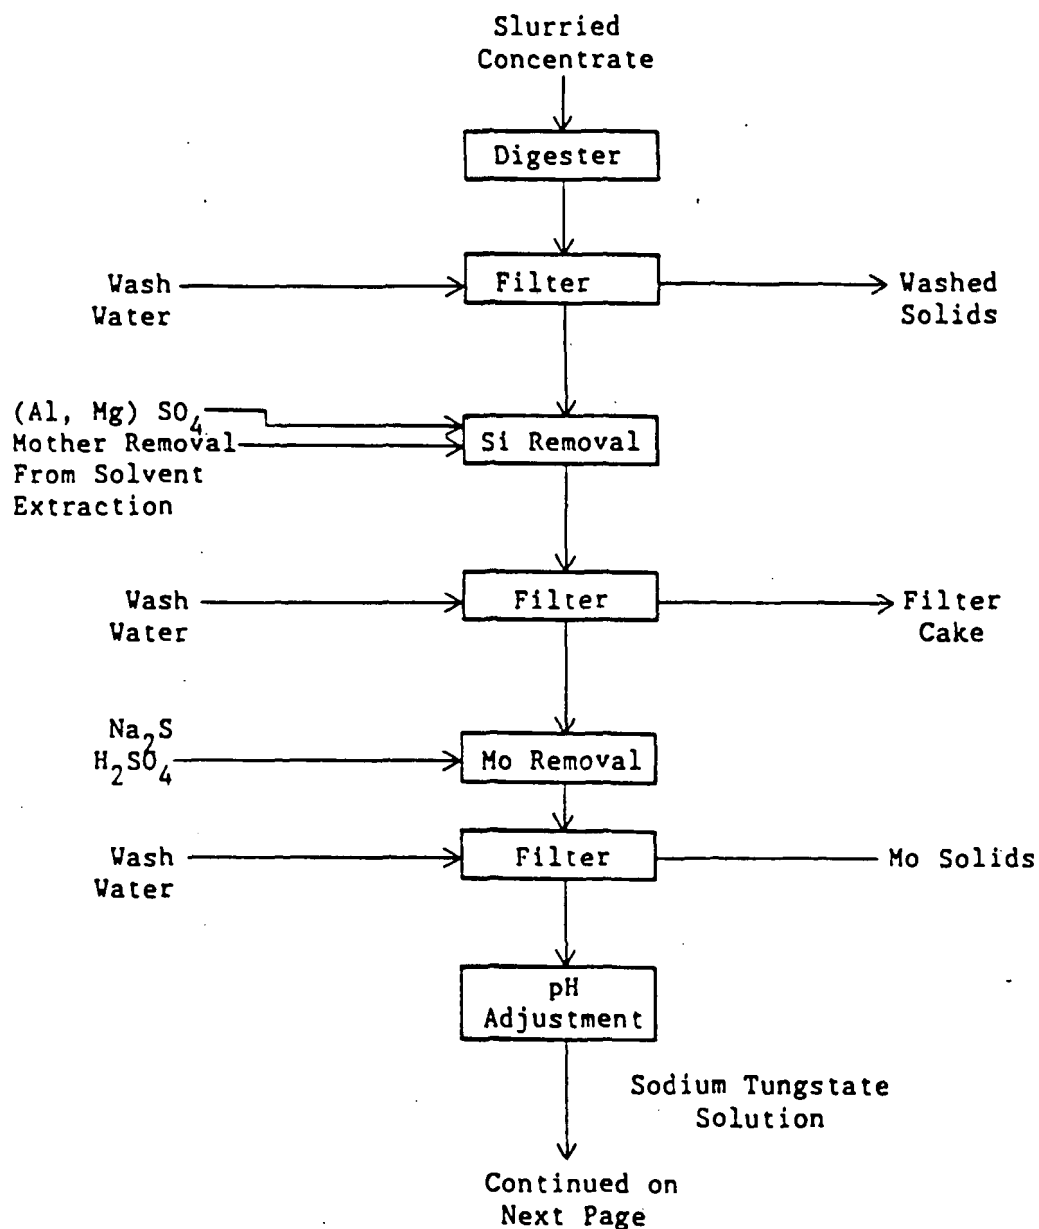 Slurried
Concentrate
Digester
Wash
Water
Filter
Washed
Solids
(Al, Mg) SO4
Mother Removal
From Solvent
Extraction
Si Removal
Wash
Water
Filter
Filter
Cake
Na2S
H2SO4
Mo Removal
Wash
Water
Filter
Mo Solids
pH
Adjustment
Sodium Tungstate
Solution
Continued on
Next Page